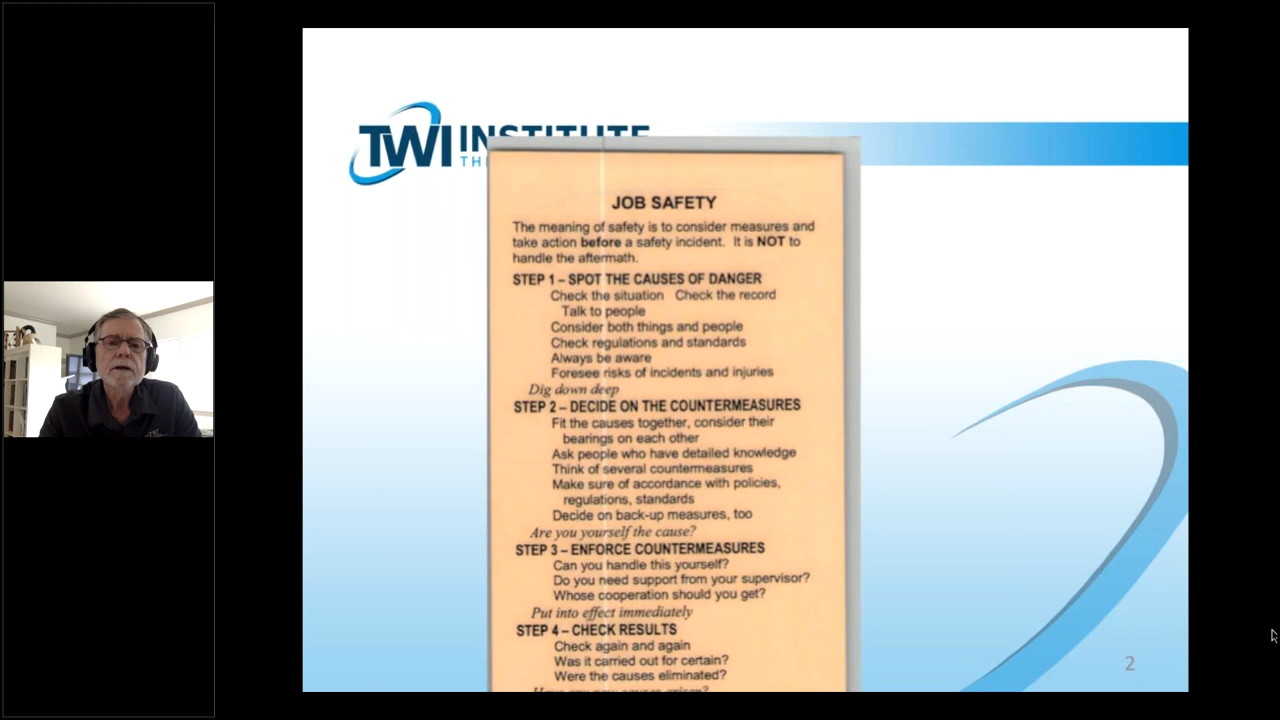 TWI INSTITUTE
JOB SAFETY
The meaning of safety is to consider measures and
take action before a safety incident. It is NOT to
handle the aftermath.
STEP 1 – SPOT THE CAUSES OF DANGER
Check the situation Check the record
Talk to people
Consider both things and people
Check regulations and standards
Always be aware
Foresee risks of incidents and injuries
Dig down deep
STEP 2 – DECIDE ON THE COUNTERMEASURES
Fit the causes together, consider their
bearings on each other
Ask people who have detailed knowledge
Think of several countermeasures
Make sure of accordance with policies,
regulations, standards
Decide on back-up measures, too
Are you yourself the cause?
STEP 3 – ENFORCE COUNTERMEASURES
Can you handle this yourself?
Do you need support from your supervisor?
Whose cooperation should you get?
Put into effect immediately
STEP 4 – CHECK RESULTS
Check again and again
Was it carried out for certain?
Were the causes eliminated?
2